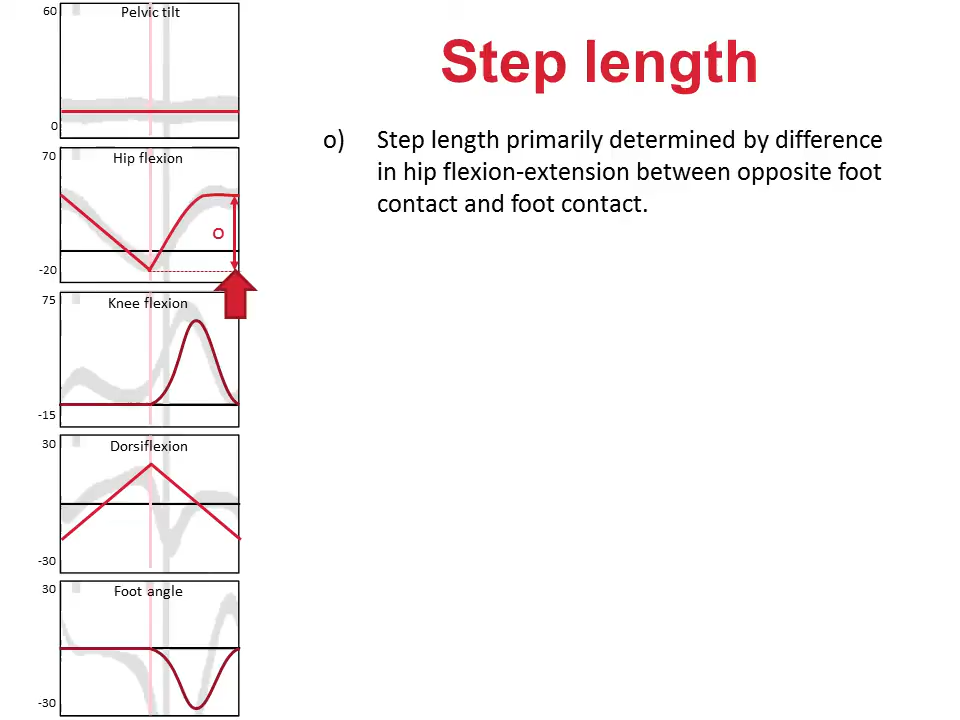 Step length
o) Step length primarily determined by difference
in hip flexion-extension between opposite foot
contact and foot contact.
60
Pelvic tilt
0
70
Hip flexion
O
-20
75
Knee flexion
-15
30
Dorsiflexion
-30
30
Foot angle
-30